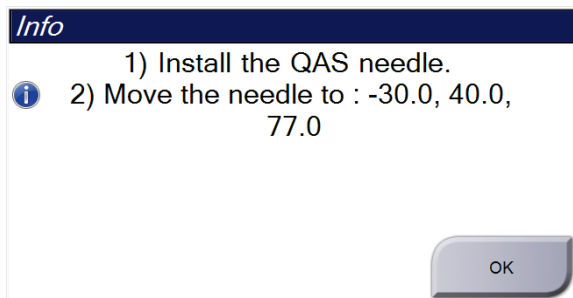 Info
1) Install the QAS needle.
2) Move the needle to : -30.0, 40.0,
77.0
OK